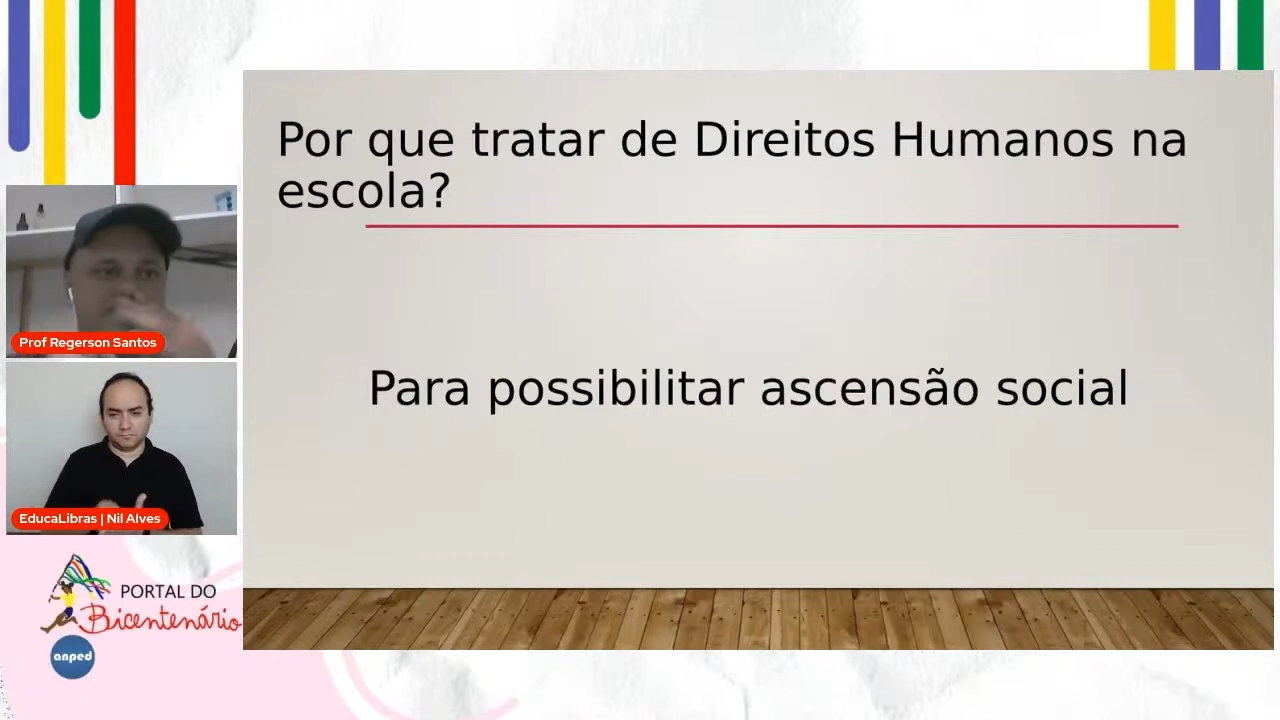 Por que tratar de Direitos Humanos na
escola?
Para possibilitar ascensão social
Prof Regerson Santos
EducaLibras | Nil Alves
PORTAL DO
Bicentenário
anped